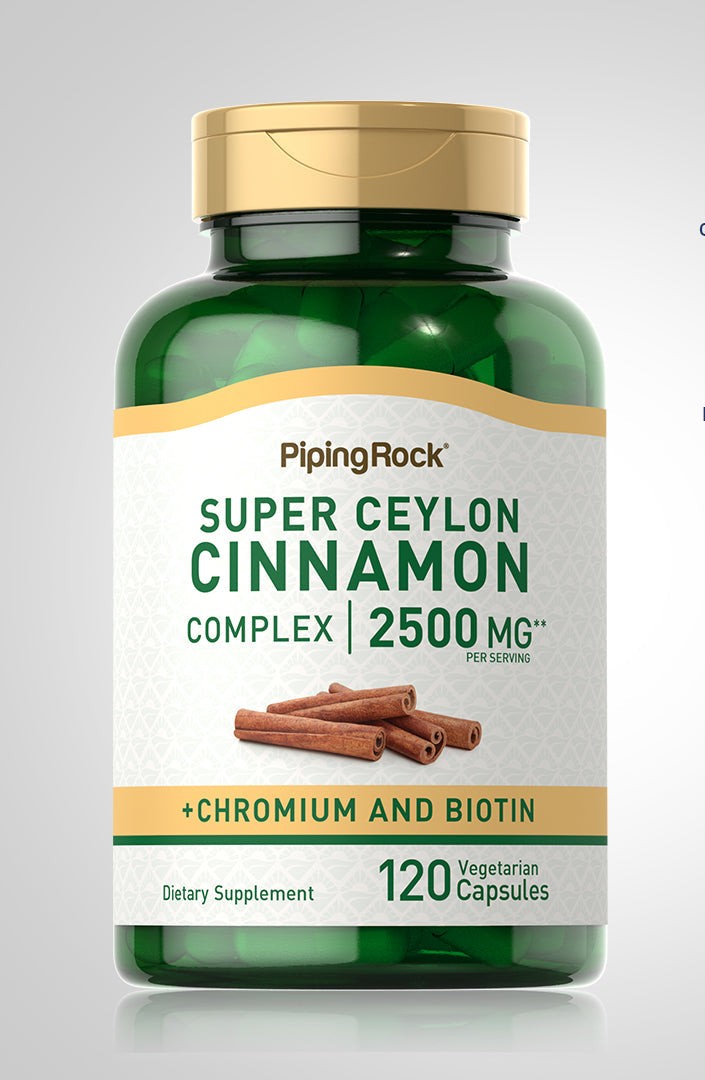 PipingRock®
SUPER CEYLON
CINNAMON
COMPLEX | 2500 MG**
PER SERVING
+CHROMIUM AND BIOTIN
Dietary Supplement
120 Vegetarian
Capsules